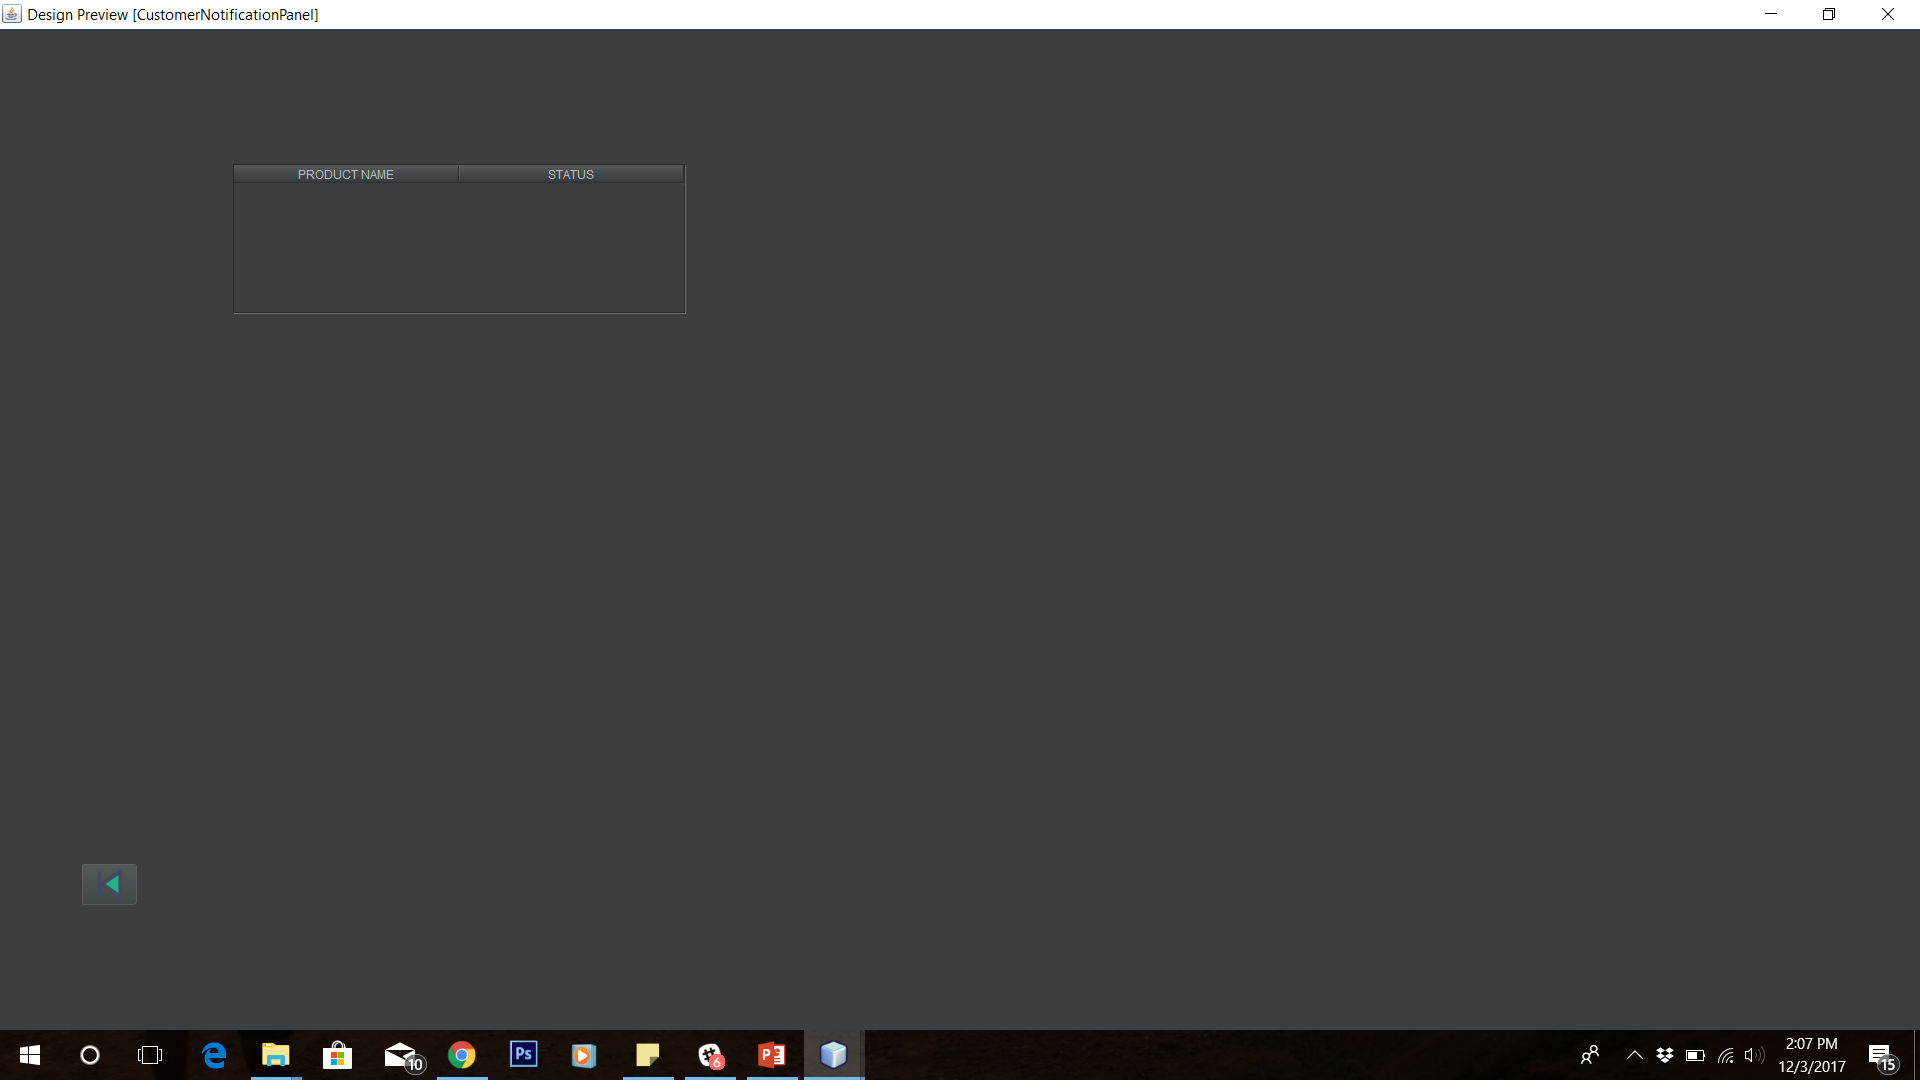 Design Preview [CustomerNotificationPanel]
PRODUCT NAME STATUS
10
Ps
6
P
2:07 PM
12/3/2017
15